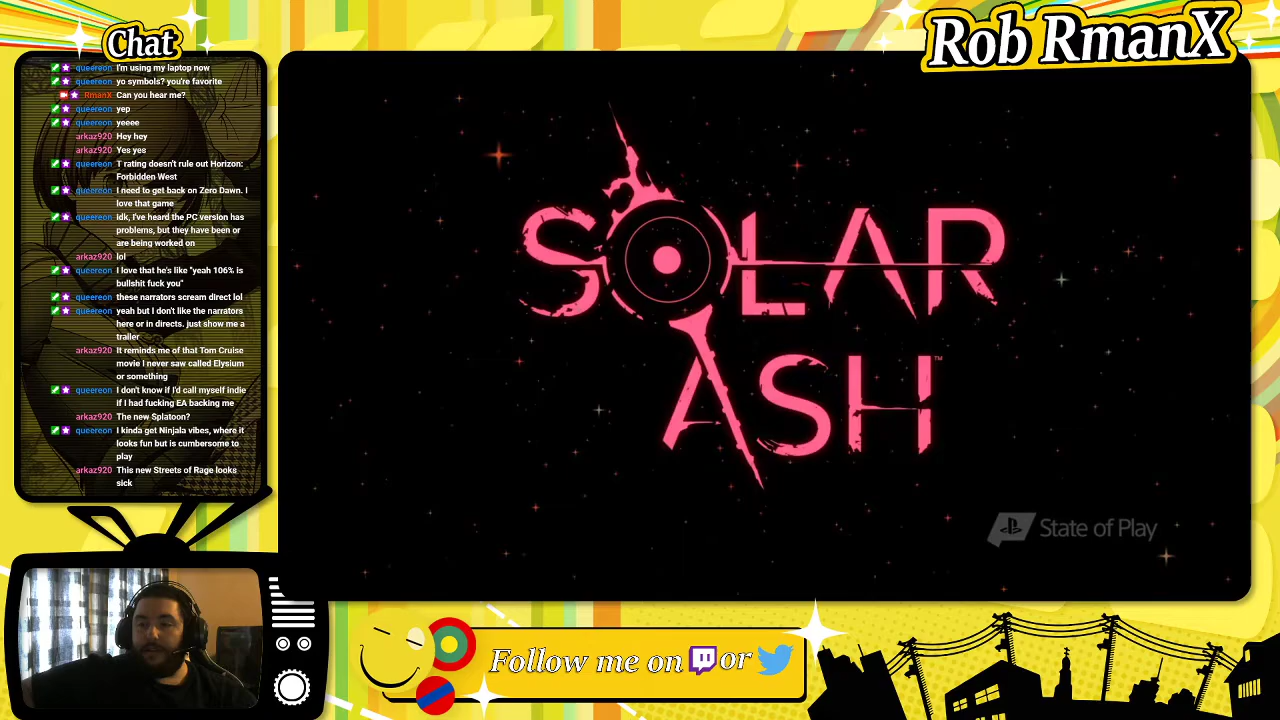 Chat
Rob RmanX
queereon I'm using my laptop now
queereon yo symbols? you're favorite
RmanX Can you hear me?
queereon yep
queereon yeeee
arkaz920 Hey hey
arkaz920 Yes yes
queereon T rating doesn't rule out Horizon:
Forbidden West
queereon I need to get back on Zero Dawn. I
love that game
queereon idk, I've heard the PC version has
problems, but they have been or
are being worked on
arkaz920 lol
queereon I love that he's like "yeah 106% is
bullshit fuck you"
queereon these narrators scream direct lol
queereon yeah but I don't like the narrators
here or in directs. just show me a
trailer
arkaz920 It reminds me of that Tom Cruise
movie I never saw called Elysium
or something
queereon I don't know if I'd call myself indie
if I had fucking EA backing me
arkaz920 The new Splatoon?
queereon I kinda got Ninjala vibes, where it
looks fun but is cumbersome to
play
arkaz920 This new Streets of Rage looks
sick
SOLAR
ASH™
State of Play
Follow me on or